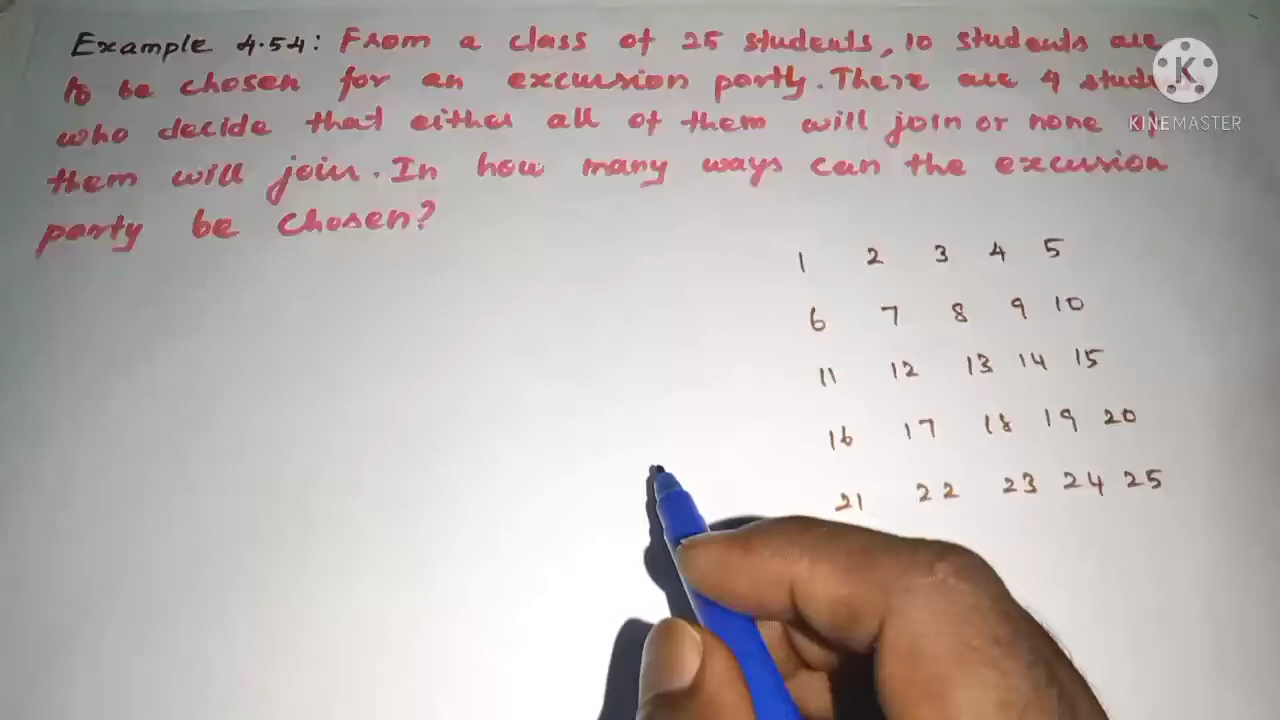 Example 4.54: From a class of 25 students, 10 students are
to be chosen for an excursion partly. There are 4
who decide that either all of them will join or none
them will join. In how many ways can the excursion
party be chosen?
K
KINEMASTER
1 2 3 4 5
6 7 8 9 10
11 12 13 14 15
16 17 18 19 20
21 22 23 24 25